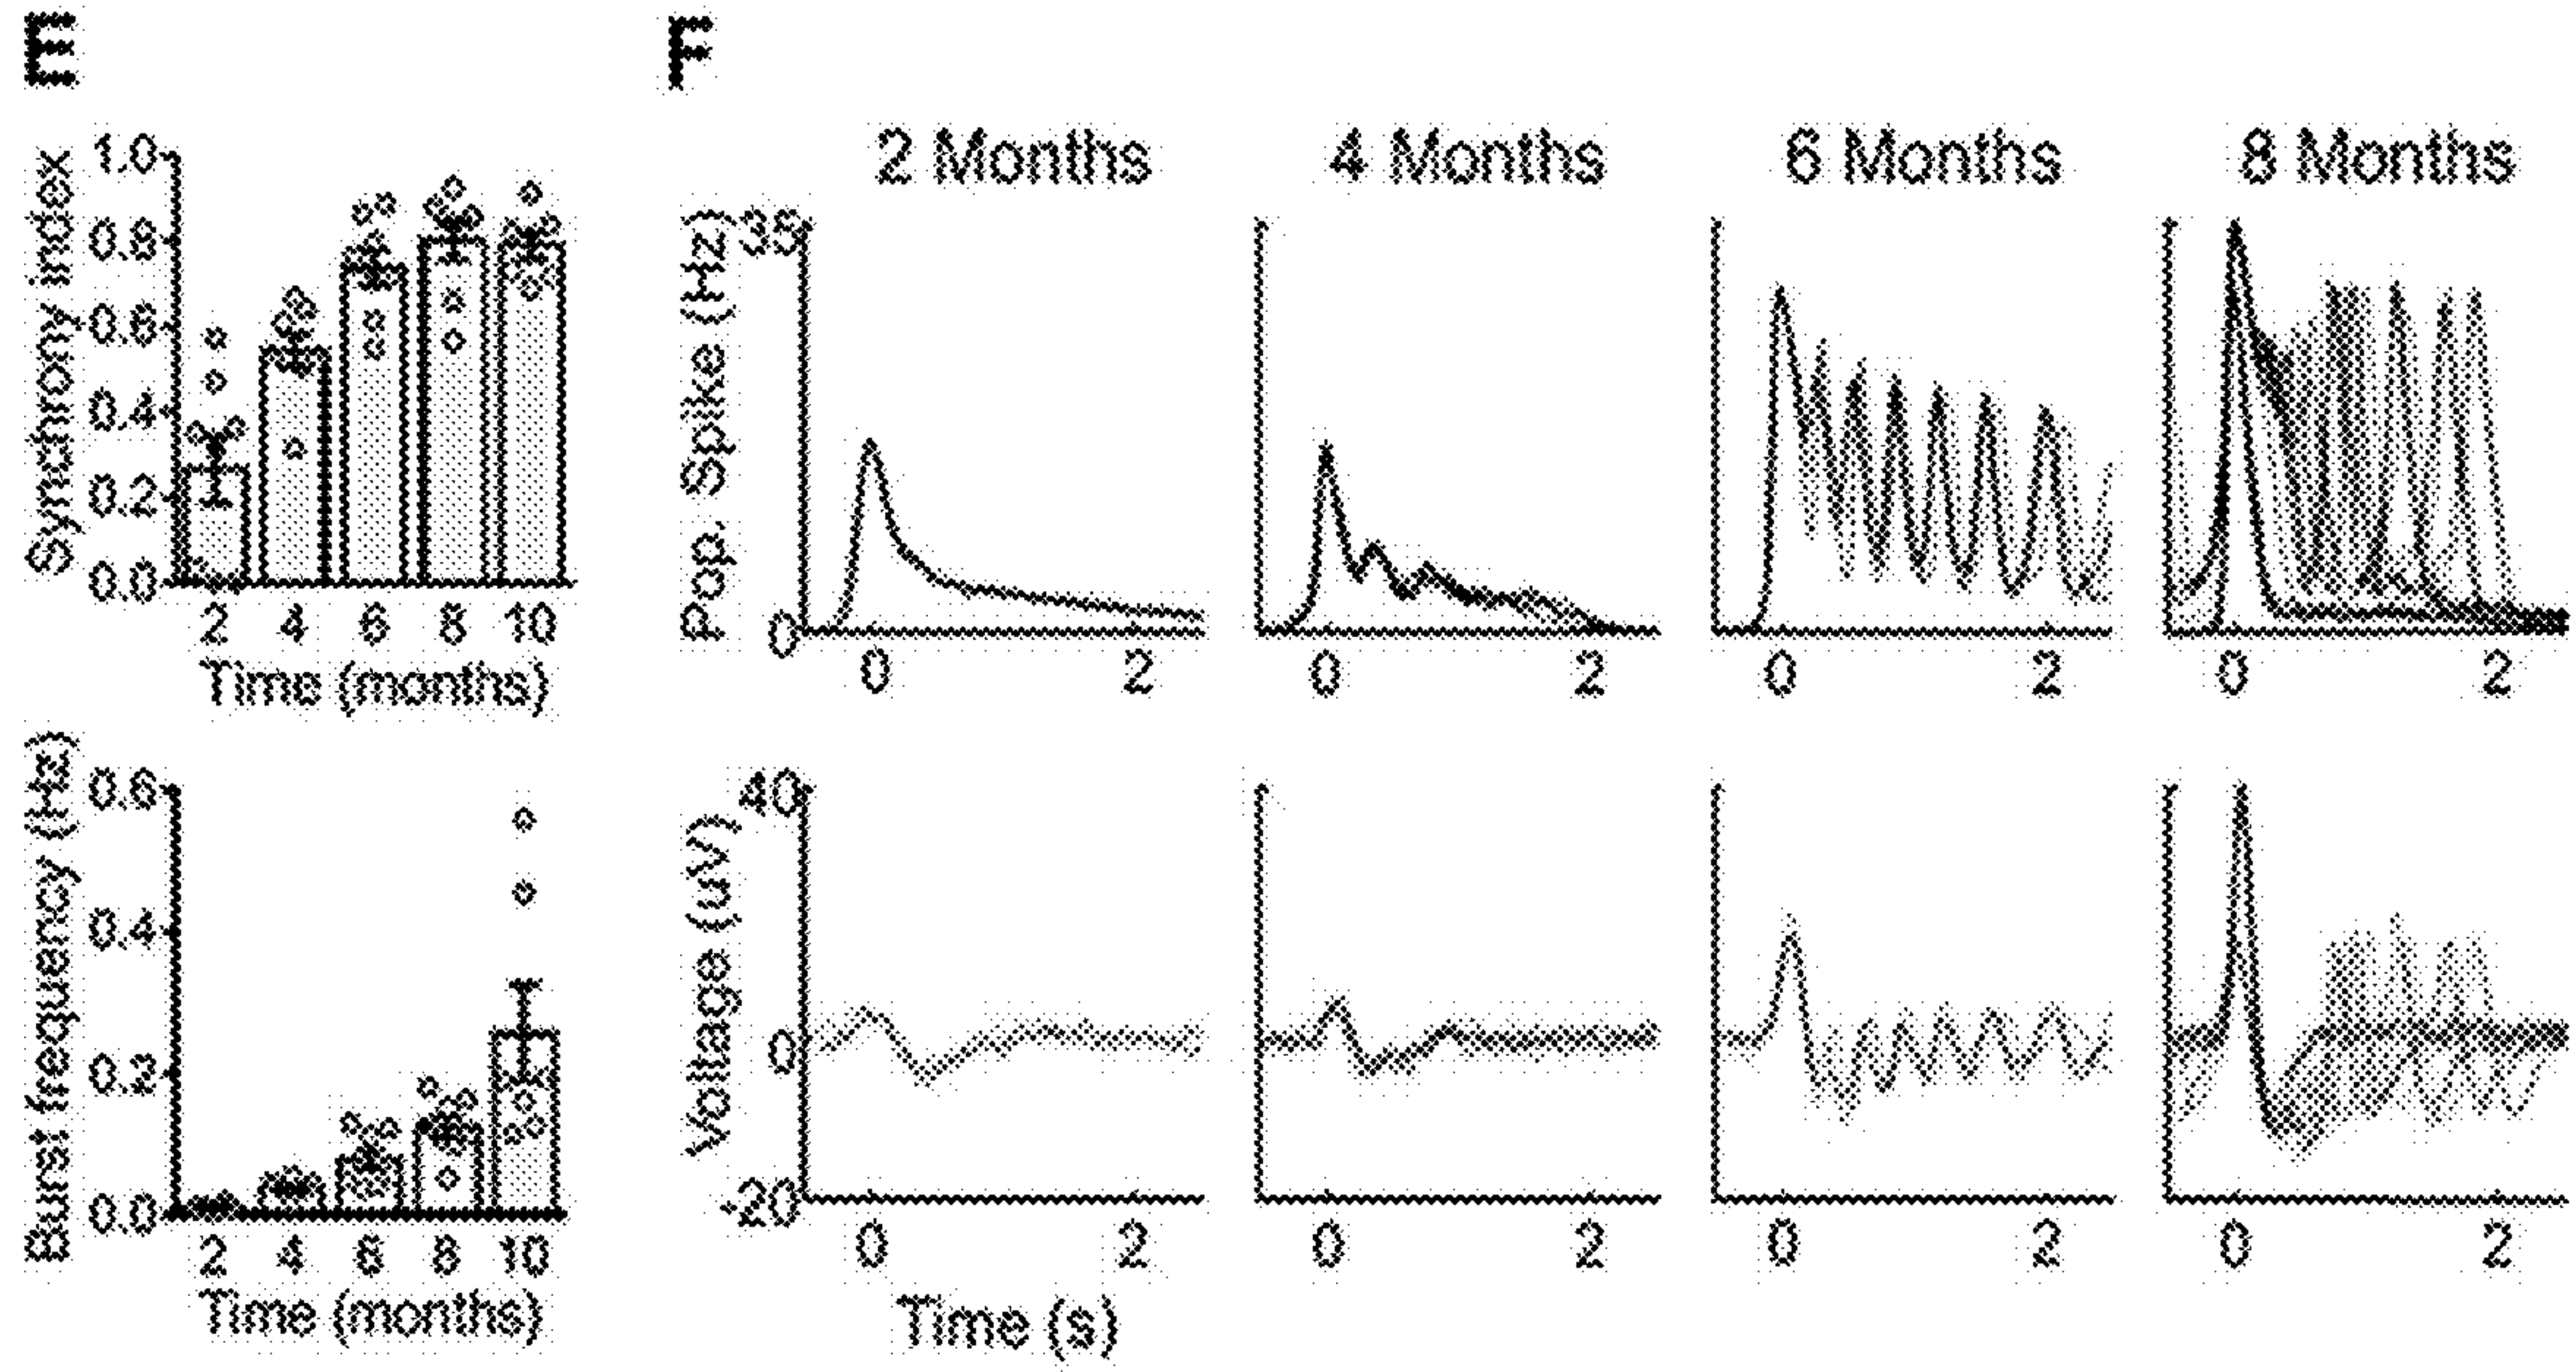 E
F
2 Months
4 Months
6 Months
8 Months
Synchrony index
1.0
0.8
0.6
0.4
0.2
0.0
2 4 6 8 10
Time (months)
Pop. Spike (Hz)
35
0
0 2
0 2
0 2
0 2
Burst frequency (Hz)
0.6
0.4
0.2
0.0
2 4 6 8 10
Time (months)
Voltage (uV)
40
0
-20
0 2
0 2
0 2
0 2
Time (s)